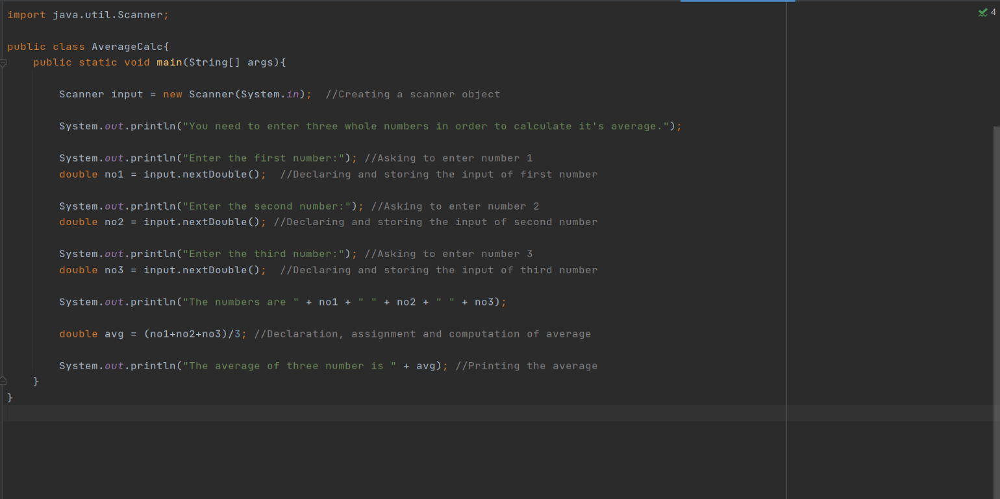 import java.util.Scanner;
4
public class AverageCalc{
    public static void main(String[] args){
        Scanner input = new Scanner(System.in);  //Creating a scanner object
        System.out.println("You need to enter three whole numbers in order to calculate it's average.");
        System.out.println("Enter the first number:"); //Asking to enter number 1
        double no1 = input.nextDouble();  //Declaring and storing the input of first number
        System.out.println("Enter the second number:"); //Asking to enter number 2
        double no2 = input.nextDouble(); //Declaring and storing the input of second number
        System.out.println("Enter the third number:"); //Asking to enter number 3
        double no3 = input.nextDouble();  //Declaring and storing the input of third number
        System.out.println("The numbers are " + no1 + " " + no2 + " " + no3);
        double avg = (no1+no2+no3)/3; //Declaration, assignment and computation of average
        System.out.println("The average of three number is " + avg); //Printing the average
    }
}